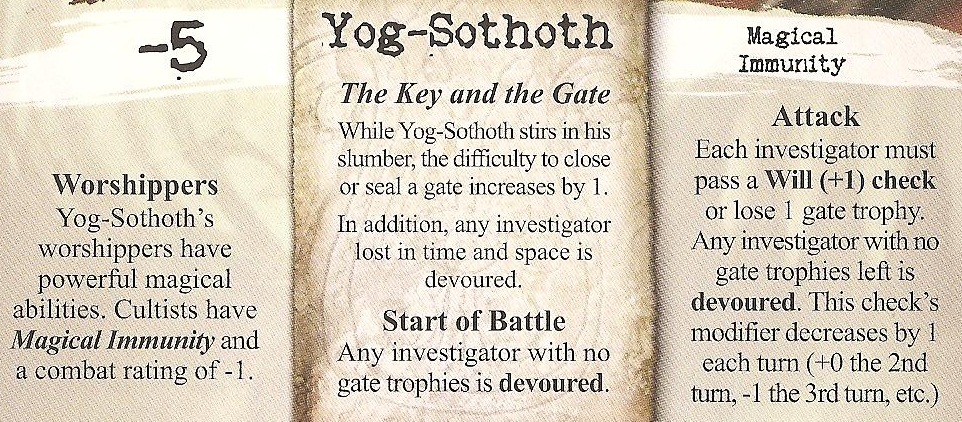 -5
Worshippers
Yog-Sothoth's
worshippers have
powerful magical
abilities. Cultists have
Magical Immunity and
a combat rating of -1.
Yog-Sothoth
The Key and the Gate
While Yog-Sothoth stirs in his
slumber, the difficulty to close
or seal a gate increases by 1.
In addition, any investigator
lost in time and space is
devoured.
Start of Battle
Any investigator with no
gate trophies is devoured.
Magical
Immunity
Attack
Each investigator must
pass a Will (+1) check
or lose 1 gate trophy.
Any investigator with no
gate trophies left is
devoured. This check's
modifier decreases by 1
each turn (+0 the 2nd
turn, -1 the 3rd turn, etc.)